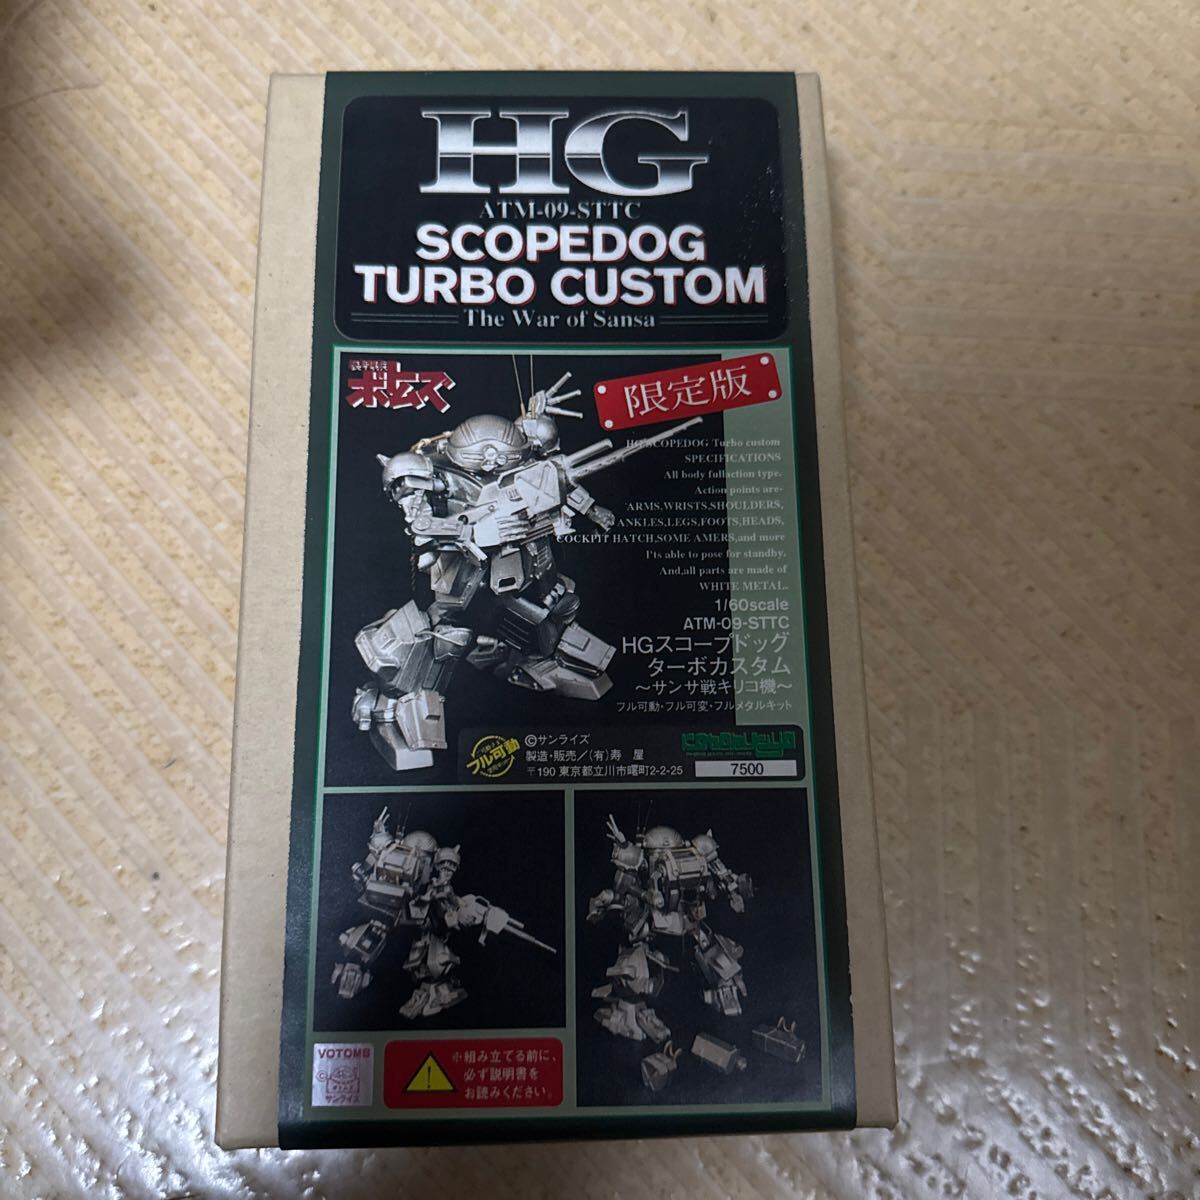 HG
ATM-09-STTC
SCOPEDOG
TURBO CUSTOM
The War of Sansa
装甲騎兵
ボトムズ
限定版
HG SCOPEDOG Turbo custom
SPECIFICATIONS
All body fullaction type.
Action points are-
ARMS,WRISTS,SHOULDERS,
ANKLES,LEGS,FOOTS,HEADS,
COCKPIT HATCH,SOME AMERS,and more
I'ts able to pose for standby.
And,all parts are made of
WHITE METAL.
1/60scale
ATM-09-STTC
HGスコープドッグ
ターボカスタム
〜サンサ戦キリコ機〜
フル可動・フル可変・フルメタルキット
フル可動
©サンライズ
製造・販売/(有)寿 屋
〒190 東京都立川市曙町2-2-25
KOTOBUKIYA
7500
VOTOMS
サンライズ
※組み立てる前に、
必ず説明書を
お読みください。